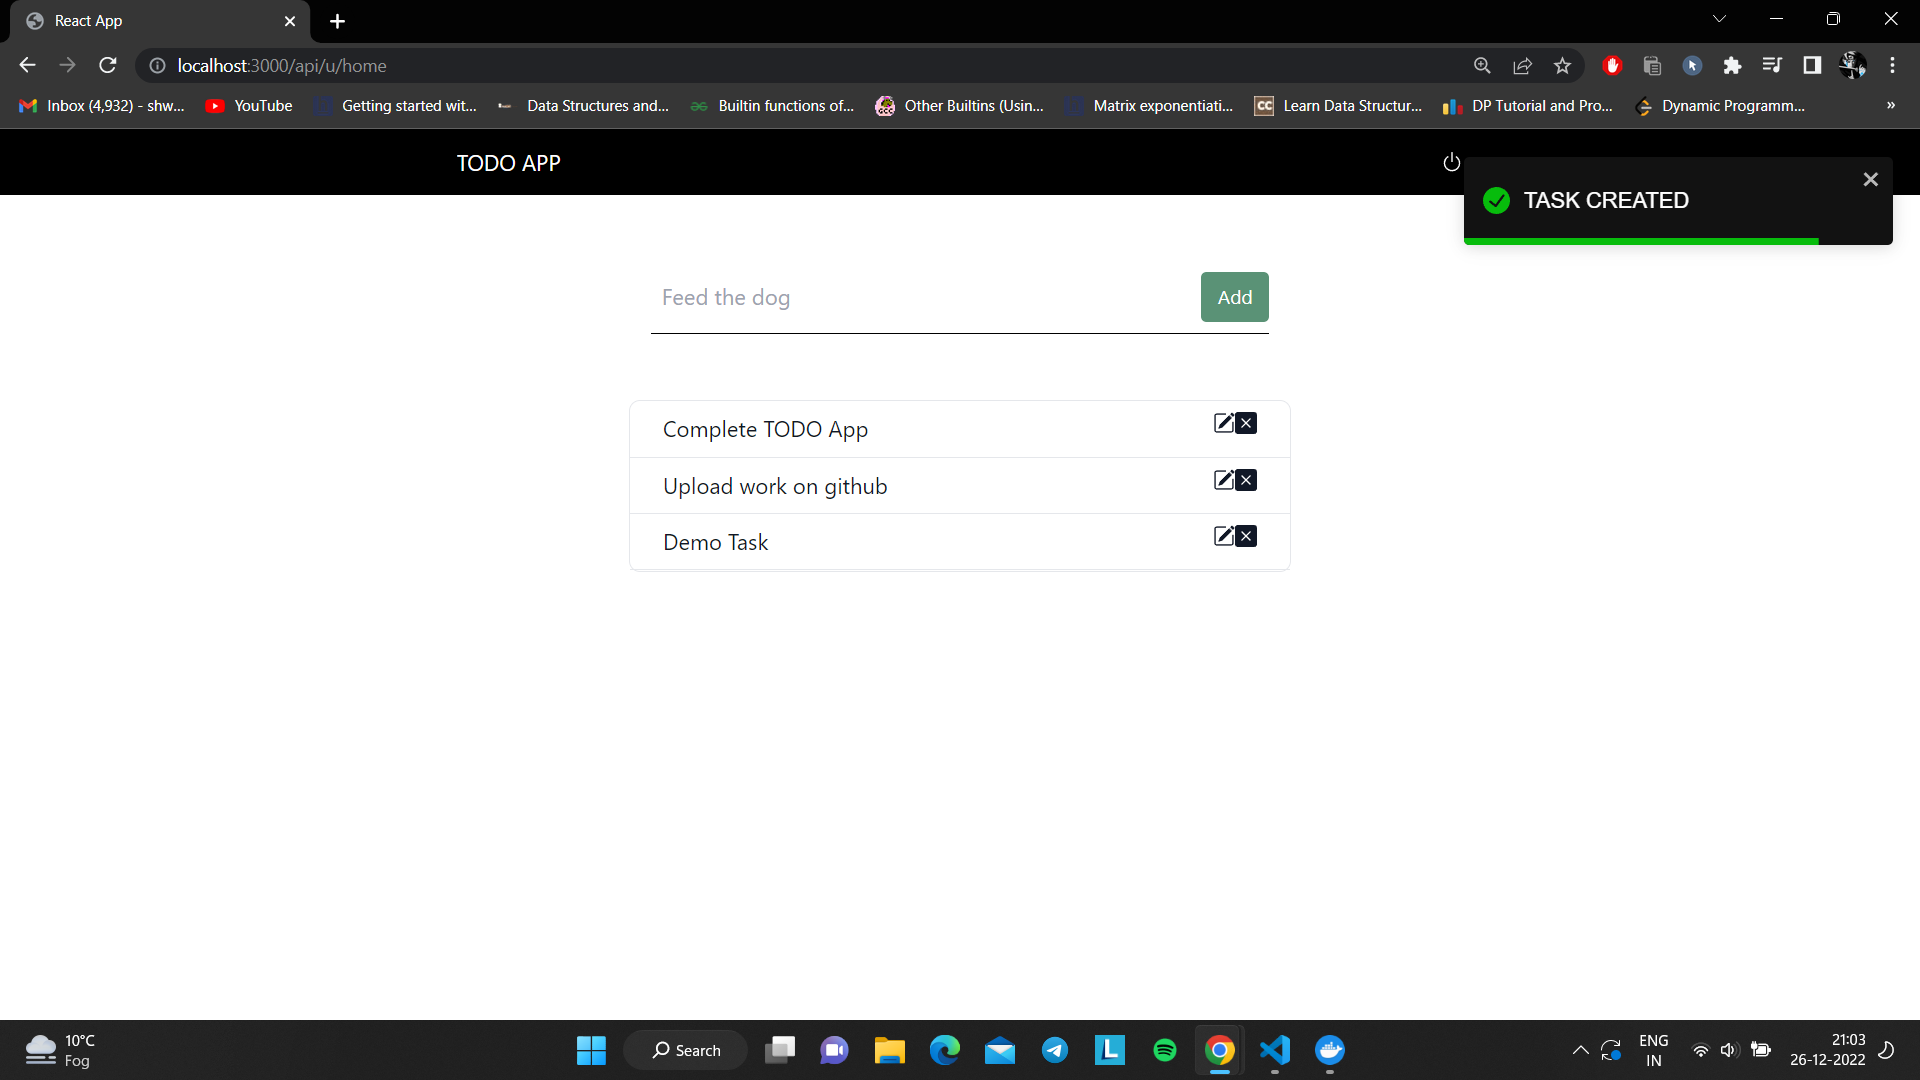 React App
localhost:3000/api/u/home
Inbox (4,932) - shw...
YouTube
Getting started wit...
Data Structures and...
Builtin functions of...
Other Builtins (Usin...
Matrix exponentiati...
CC
Learn Data Structur...
DP Tutorial and Pro...
Dynamic Programm...
»
TODO APP
TASK CREATED
Feed the dog
Add
Complete TODO App
Upload work on github
Demo Task
10°C
Fog
Search
L
ENG
IN
21:03
26-12-2022